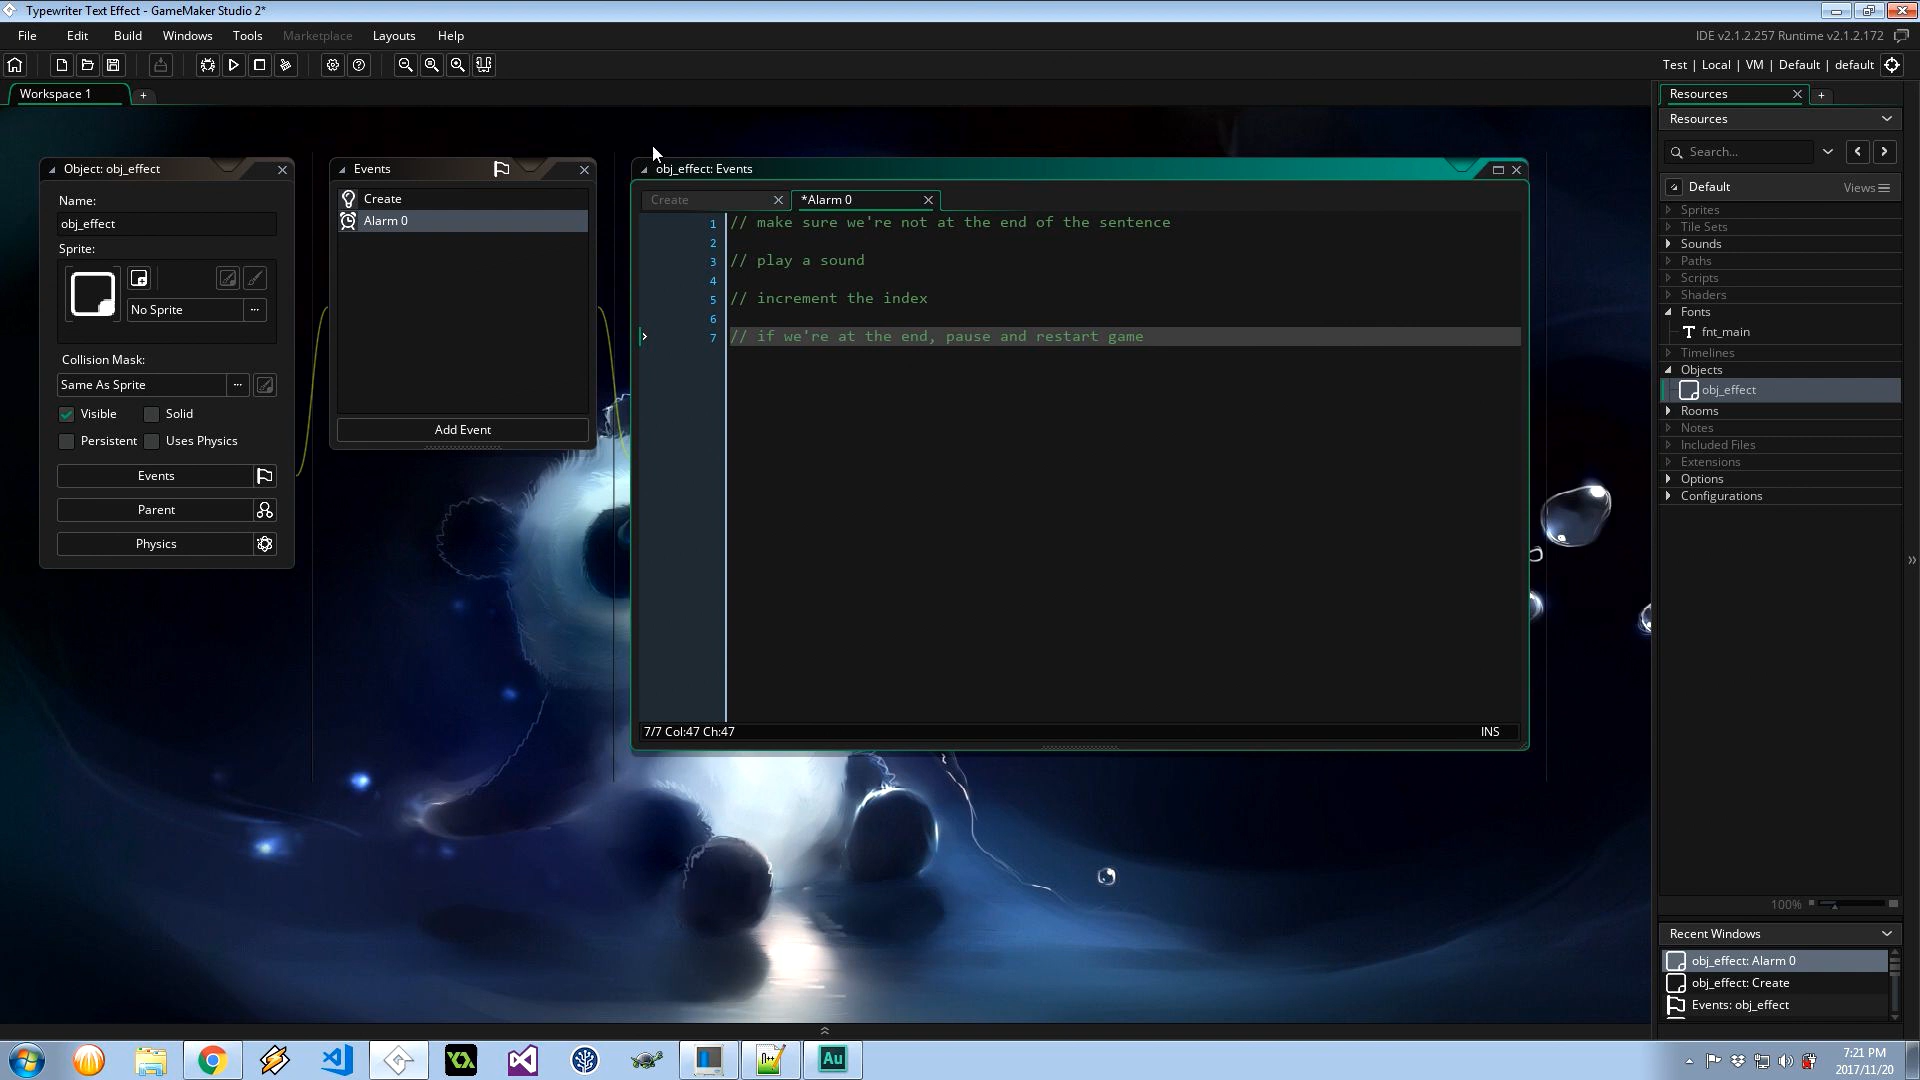 Typewriter Text Effect - GameMaker Studio 2*
File Edit Build Windows Tools Marketplace Layouts Help
IDE v2.1.2.257 Runtime v2.1.2.172
Test | Local | VM | Default | default
Workspace 1 +
Object: obj_effect
Name:
obj_effect
Sprite:
No Sprite ...
Collision Mask:
Same As Sprite ...
Visible Solid
Persistent Uses Physics
Events
Parent
Physics
Events
Create
Alarm 0
Add Event
obj_effect: Events
Create *Alarm 0
1 // make sure we're not at the end of the sentence
2
3 // play a sound
4
5 // increment the index
6
7 // if we're at the end, pause and restart game
7/7 Col:47 Ch:47 INS
Resources +
Resources
Search...
Default Views
Sprites
Tile Sets
Sounds
Paths
Scripts
Shaders
Fonts
fnt_main
Timelines
Objects
obj_effect
Rooms
Notes
Included Files
Extensions
Options
Configurations
100%
Recent Windows
obj_effect: Alarm 0
obj_effect: Create
Events: obj_effect
Au
7:21 PM
2017/11/20